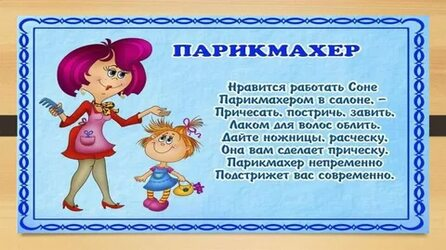 ПАРИКМАХЕР
Нравится работать Соне
Парикмахером в салоне, –
Причесать, постричь, завить,
Лаком для волос облить.
Дайте ножницы, расческу,
Она вам сделает прическу.
Парикмахер непременно
Подстрижет вас современно.